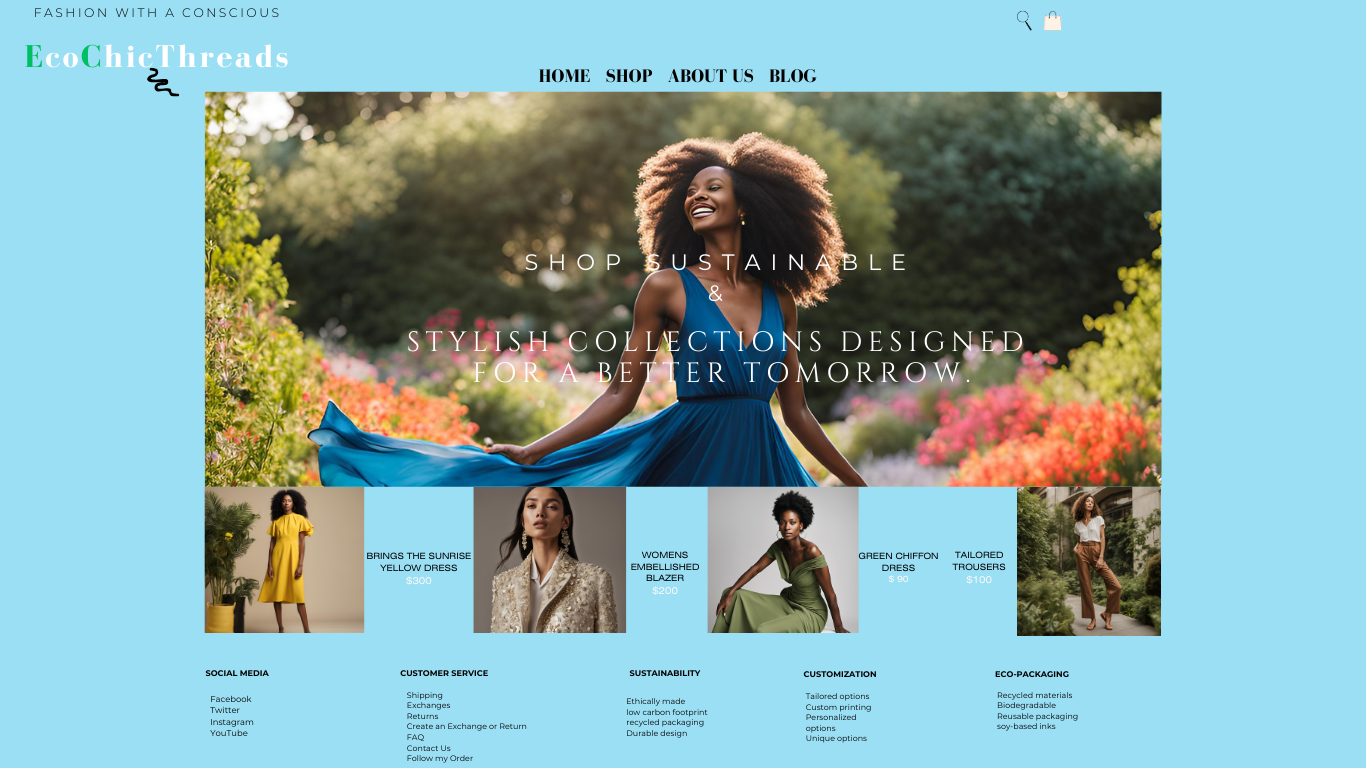 FASHION WITH A CONSCIOUS
EcoChicThreads
HOME SHOP ABOUT US BLOG
SHOP SUSTAINABLE
&
STYLISH COLLECTIONS DESIGNED
FOR A BETTER TOMORROW.
BRINGS THE SUNRISE
YELLOW DRESS
$300
WOMENS
EMBELLISHED
BLAZER
$200
GREEN CHIFFON
DRESS
$ 90
TAILORED
TROUSERS
$100
SOCIAL MEDIA
Facebook
Twitter
Instagram
YouTube
CUSTOMER SERVICE
Shipping
Exchanges
Returns
Create an Exchange or Return
FAQ
Contact Us
Follow my Order
SUSTAINABILITY
Ethically made
low carbon footprint
recycled packaging
Durable design
CUSTOMIZATION
Tailored options
Custom printing
Personalized
options
Unique options
ECO-PACKAGING
Recycled materials
Biodegradable
Reusable packaging
soy-based inks